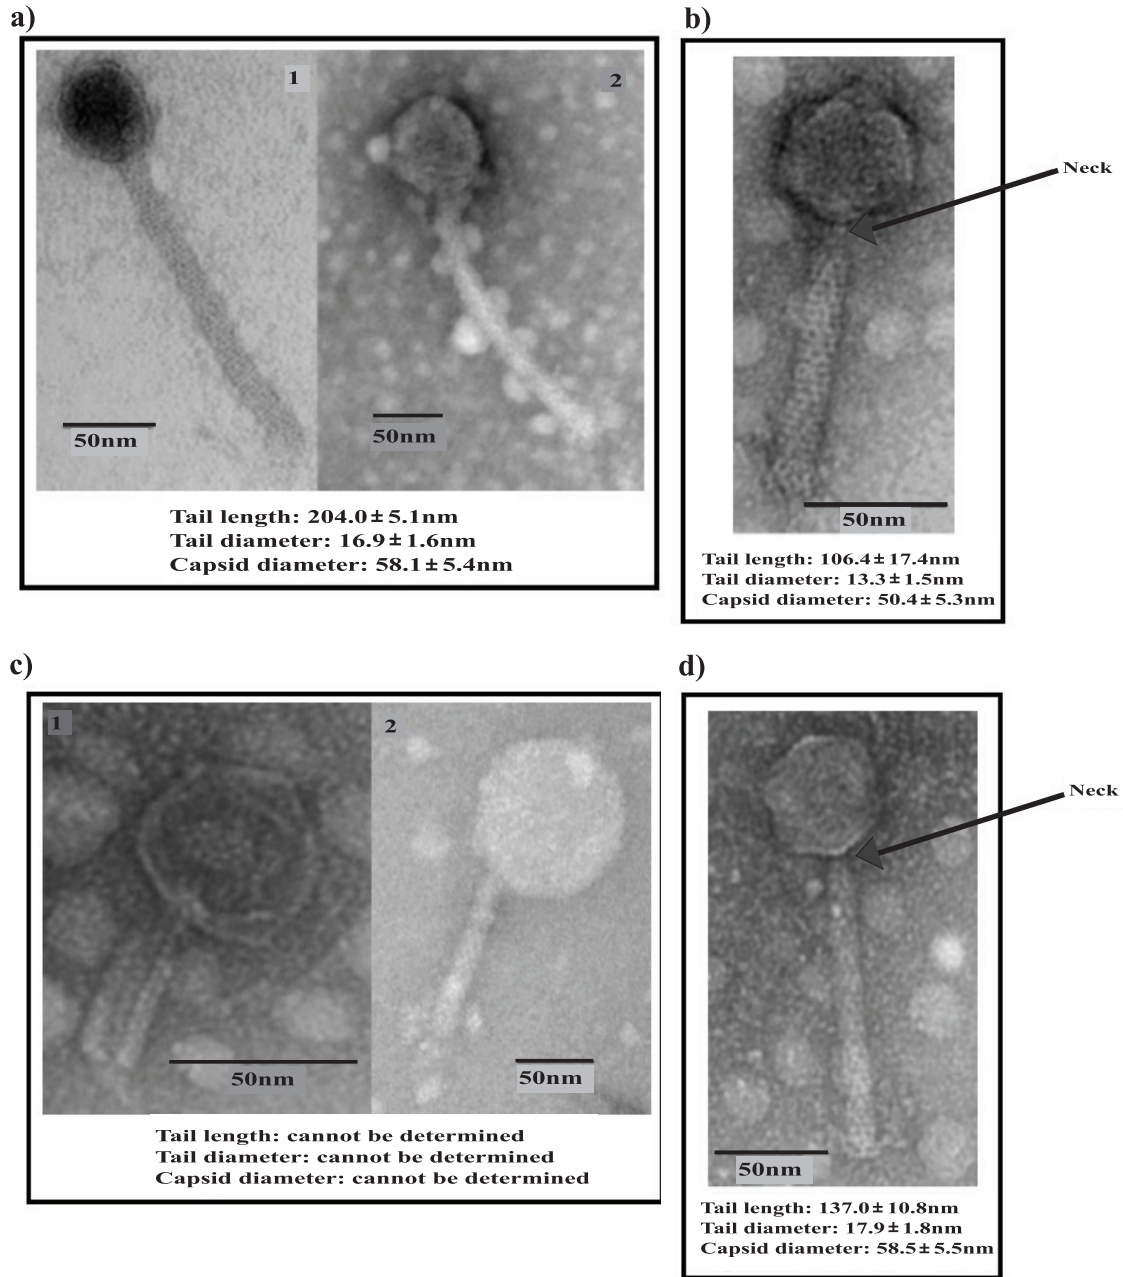 a)
1
2
50nm
50nm
Tail length: 204.0±5.1nm
Tail diameter: 16.9±1.6nm
Capsid diameter: 58.1±5.4nm
b)
Neck
50nm
Tail length: 106.4±17.4nm
Tail diameter: 13.3±1.5nm
Capsid diameter: 50.4±5.3nm
c)
1
2
50nm
50nm
Tail length: cannot be determined
Tail diameter: cannot be determined
Capsid diameter: cannot be determined
d)
Neck
50nm
Tail length: 137.0±10.8nm
Tail diameter: 17.9±1.8nm
Capsid diameter: 58.5±5.5nm